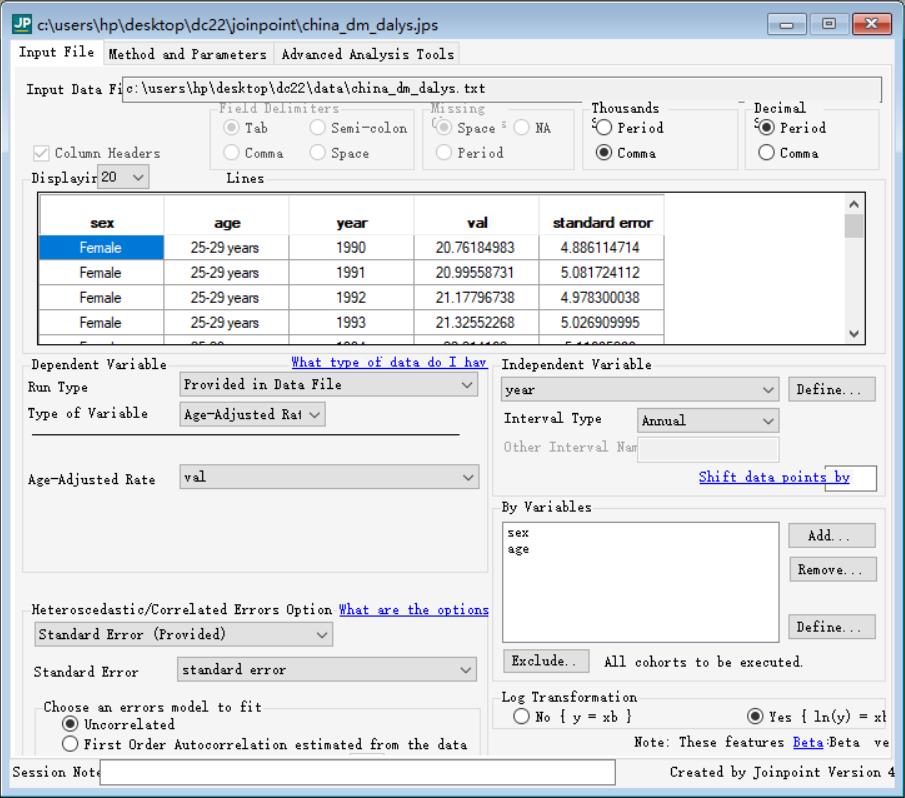 JP c:\users\hp\desktop\dc22\joinpoint\china_dm_dalys.jps
Input File Method and Parameters Advanced Analysis Tools
Input Data Fi c:\users\hp\desktop\dc22\data\china_dm_dalys.txt
Field Delimiters Missing Thousands Decimal
Tab Semi-colon Space NA Period Period
Column Headers Comma Space Period Comma Comma
Displayin 20 Lines
sex age year val standard error
Female 25-29 years 1990 20.76184983 4.886114714
Female 25-29 years 1991 20.99558731 5.081724112
Female 25-29 years 1992 21.17796738 4.978300038
Female 25-29 years 1993 21.32552268 5.026909995
Dependent Variable What type of data do I hav
Run Type Provided in Data File
Type of Variable Age-Adjusted Rat
Age-Adjusted Rate val
Heteroscedastic/Correlated Errors Option What are the options
Standard Error (Provided)
Standard Error standard error
Choose an errors model to fit
Uncorrelated
First Order Autocorrelation estimated from the data
Independent Variable
year Define...
Interval Type Annual
Other Interval Nam
Shift data points by
By Variables
sex
age
Add...
Remove...
Define...
Exclude.. All cohorts to be executed.
Log Transformation
No { y = xb } Yes { ln(y) = xb
Note: These features Beta Beta ve
Session Note Created by Joinpoint Version 4